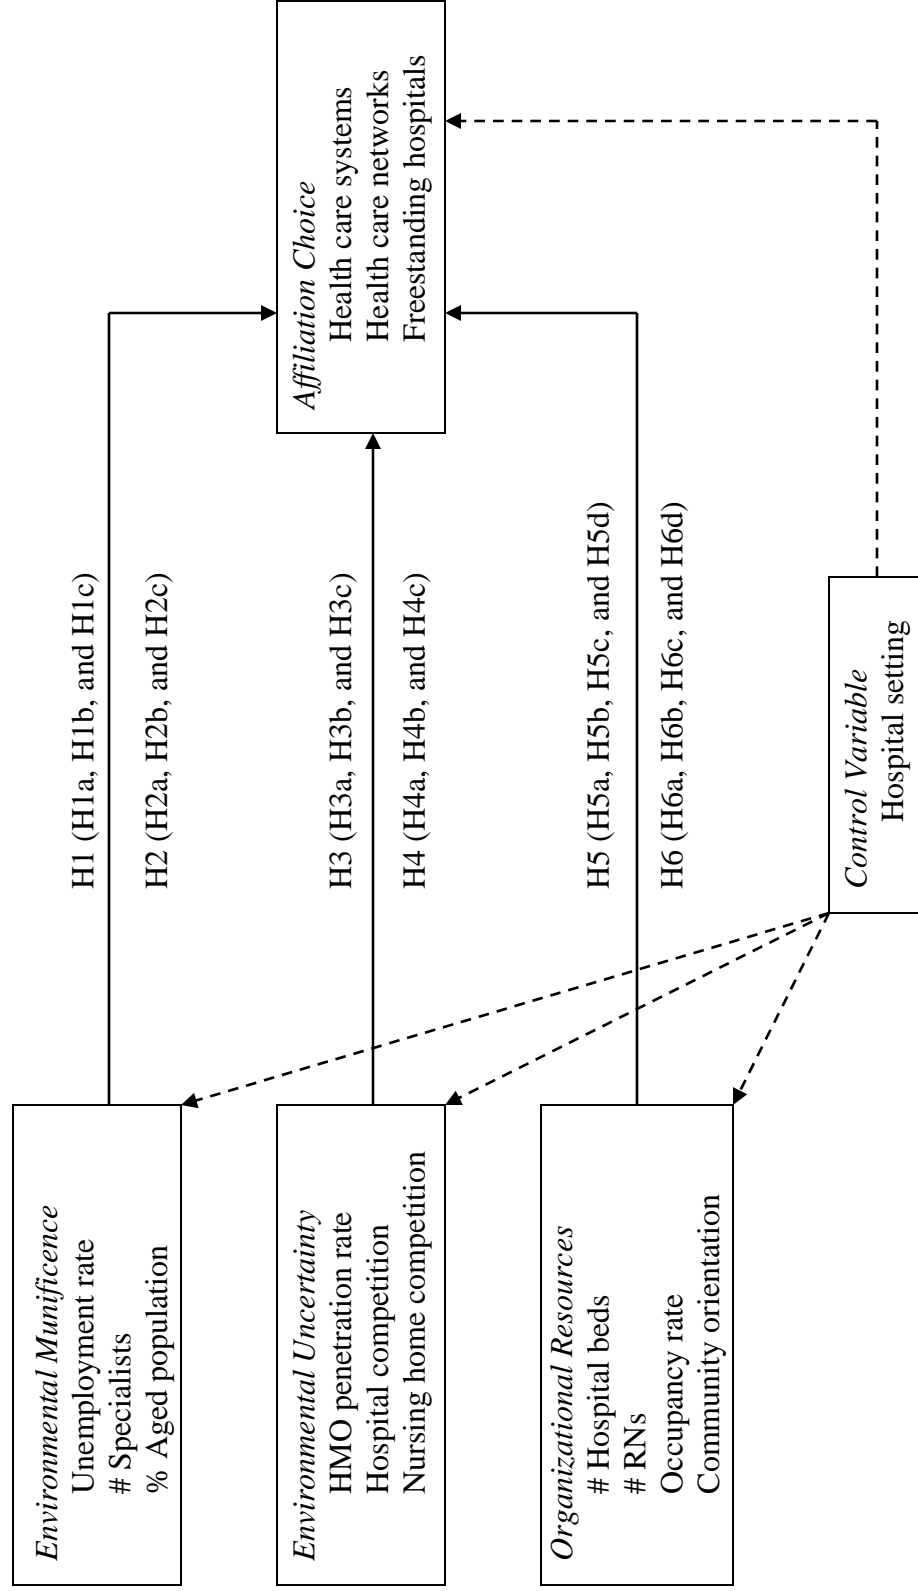 Environmental Munificence
Unemployment rate
# Specialists
% Aged population
H1 (H1a, H1b, and H1c)
H2 (H2a, H2b, and H2c)
Environmental Uncertainty
HMO penetration rate
Hospital competition
Nursing home competition
H3 (H3a, H3b, and H3c)
H4 (H4a, H4b, and H4c)
Affiliation Choice
Health care systems
Health care networks
Freestanding hospitals
Organizational Resources
# Hospital beds
# RNs
Occupancy rate
Community orientation
H5 (H5a, H5b, H5c, and H5d)
H6 (H6a, H6b, H6c, and H6d)
Control Variable
Hospital setting